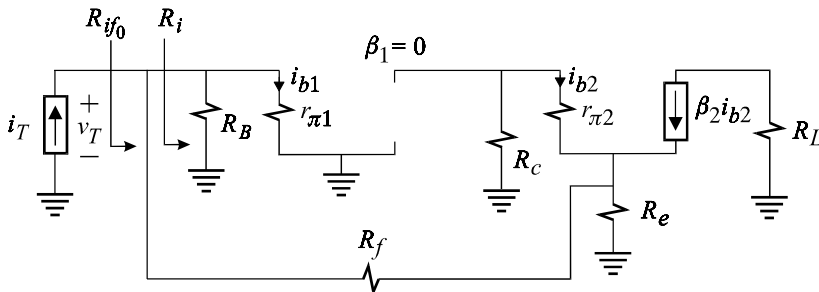 R_{if_0}
R_i
β_1 = 0
i_{b1}
i_{b2}
i_T
+
v_T
−
R_B
r_{π1}
R_c
r_{π2}
β_2 i_{b2}
R_L
R_e
R_f